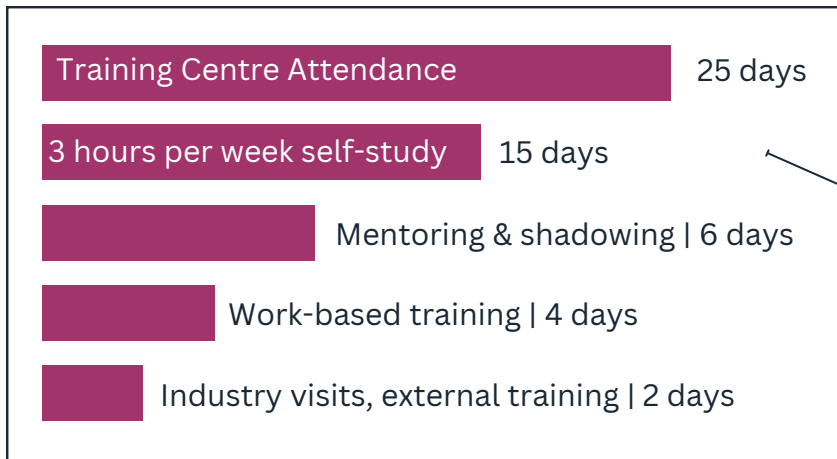 Training Centre Attendance 25 days
3 hours per week self-study 15 days
Mentoring & shadowing | 6 days
Work-based training | 4 days
Industry visits, external training | 2 days